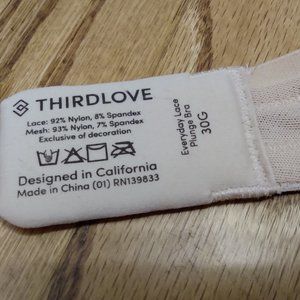 THIRDLOVE
Lace: 92% Nylon, 8% Spandex
Mesh: 93% Nylon, 7% Spandex
Exclusive of decoration
Designed in California
Made in China (01) RN139833
Everyday Lace
Plunge Bra
30G